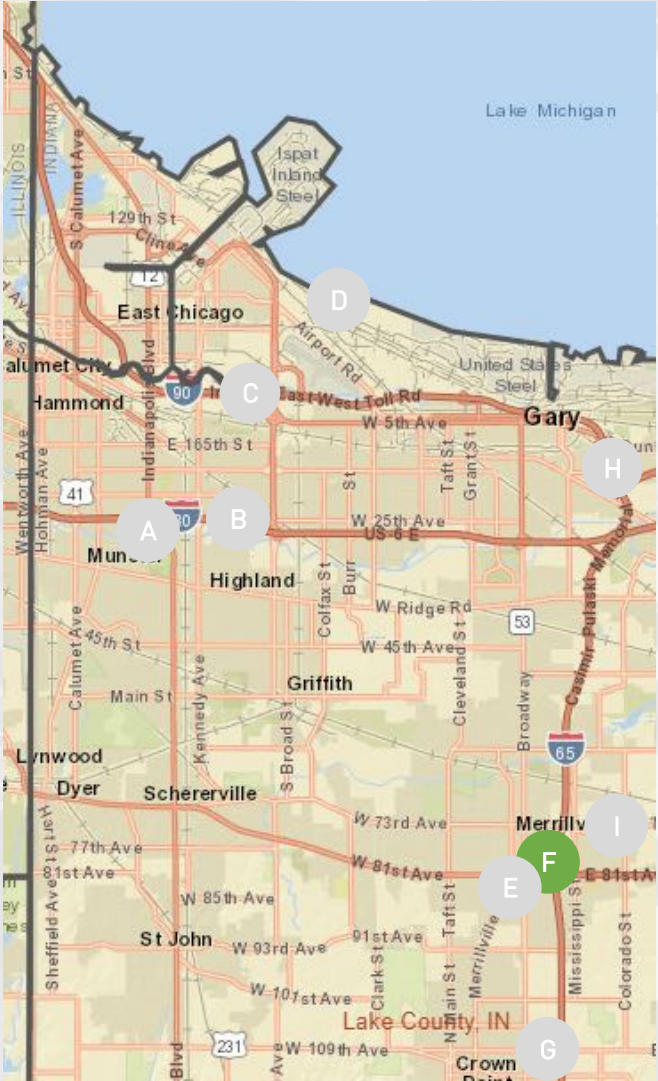 Lake Michigan
ILLINOIS
INDIANA
S Calumet Ave
Ispat
Inland
Steel
129th St
Cline Ave
12
East Chicago
D
Airport Rd
United States
Steel
alumet City
Indianapolis Blvd
90
C
East West Toll Rd
Hammond
W 5th Ave
Gary
E 165th St
Taft St
Grant St
H
Wentworth Ave
Hohman Ave
41
St
A
B
W 25th Ave
US 6 E
Highland
Colfax St
Burr
W Ridge Rd
53
Casimir Pulaski Memorial
45th St
W 45th Ave
Calumet Ave
Cleveland St
Griffith
Main St
Kennedy Ave
S Broad St
Broadway
65
Lynwood
Dyer
Schererville
W 73rd Ave
Merrillv
I
Hart St
77th Ave
81st Ave
W 81st Ave
F
E 81st
E
W 85th Ave
Taft St
Merrillville
Mississippi St
Colorado St
Sheffield Ave
St John
W 93rd Ave
91st Ave
Clark St
N Main St
W 101st Ave
Lake County, IN
231
W 109th Ave
G
Blvd
Ave
Crown
Point